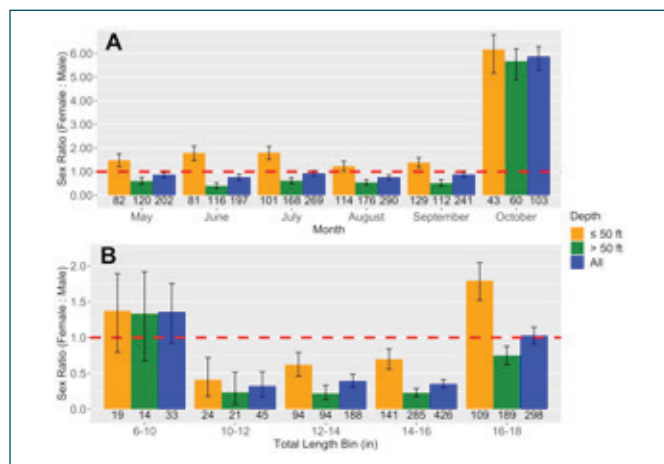 A
Sex Ratio (Female : Male)
6.00
5.00
4.00
3.00
2.00
1.00
0.00
82 120 202 81 116 197 101 168 269 114 176 290 129 112 241 43 60 103
May June July August September October
Month
Depth
≤ 50 ft
> 50 ft
All
B
Sex Ratio (Female : Male)
2.0
1.5
1.0
0.5
0.0
19 14 33 24 21 45 94 94 188 141 285 426 109 189 298
6-10 10-12 12-14 14-16 16-18
Total Length Bin (in)